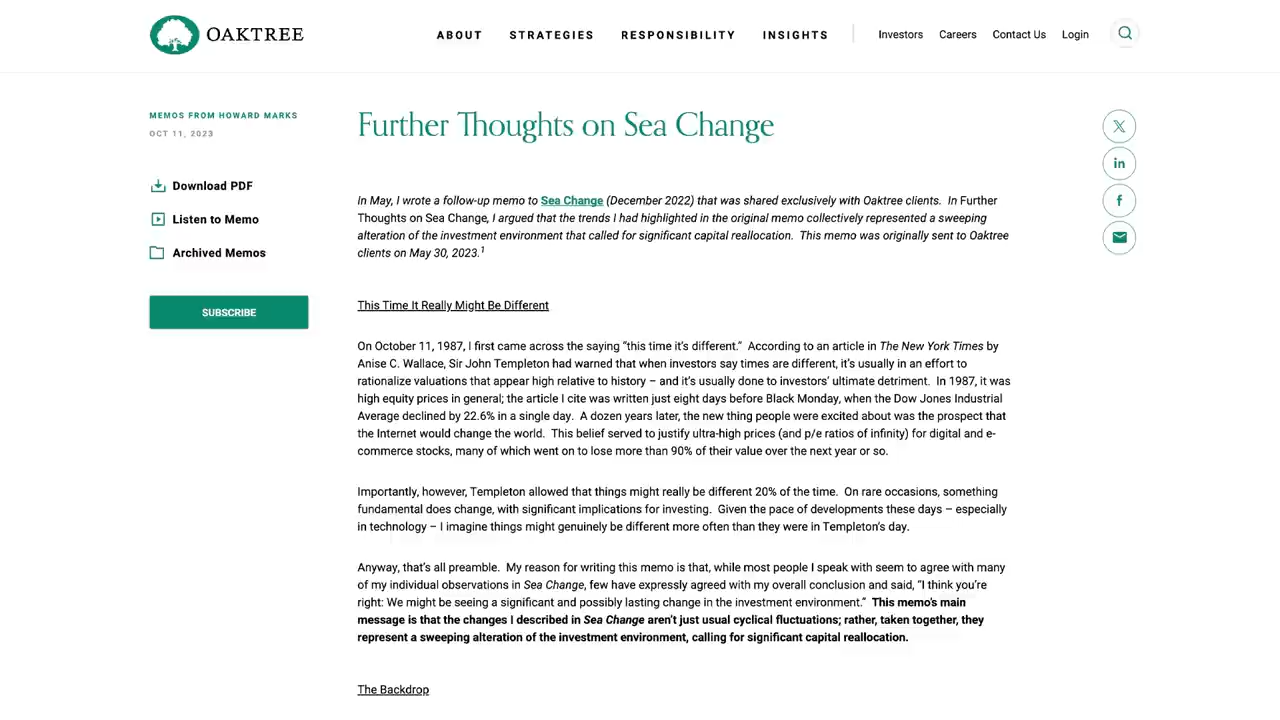 OAKTREE
ABOUT STRATEGIES RESPONSIBILITY INSIGHTS Investors Careers Contact Us Login
MEMOS FROM HOWARD MARKS
OCT 11, 2023
Download PDF
Listen to Memo
Archived Memos
SUBSCRIBE
Further Thoughts on Sea Change
In May, I wrote a follow-up memo to Sea Change (December 2022) that was shared exclusively with Oaktree clients. In Further
Thoughts on Sea Change, I argued that the trends I had highlighted in the original memo collectively represented a sweeping
alteration of the investment environment that called for significant capital reallocation. This memo was originally sent to Oaktree
clients on May 30, 2023.1
This Time It Really Might Be Different
On October 11, 1987, I first came across the saying “this time it’s different.” According to an article in The New York Times by
Anise C. Wallace, Sir John Templeton had warned that when investors say times are different, it’s usually in an effort to
rationalize valuations that appear high relative to history – and it’s usually done to investors’ ultimate detriment. In 1987, it was
high equity prices in general; the article I cite was written just eight days before Black Monday, when the Dow Jones Industrial
Average declined by 22.6% in a single day. A dozen years later, the new thing people were excited about was the prospect that
the Internet would change the world. This belief served to justify ultra-high prices (and p/e ratios of infinity) for digital and e-
commerce stocks, many of which went on to lose more than 90% of their value over the next year or so.
Importantly, however, Templeton allowed that things might really be different 20% of the time. On rare occasions, something
fundamental does change, with significant implications for investing. Given the pace of developments these days – especially
in technology – I imagine things might genuinely be different more often than they were in Templeton’s day.
Anyway, that’s all preamble. My reason for writing this memo is that, while most people I speak with seem to agree with many
of my individual observations in Sea Change, few have expressly agreed with my overall conclusion and said, “I think you’re
right: We might be seeing a significant and possibly lasting change in the investment environment.” This memo’s main
message is that the changes I described in Sea Change aren’t just usual cyclical fluctuations; rather, taken together, they
represent a sweeping alteration of the investment environment, calling for significant capital reallocation.
The Backdrop